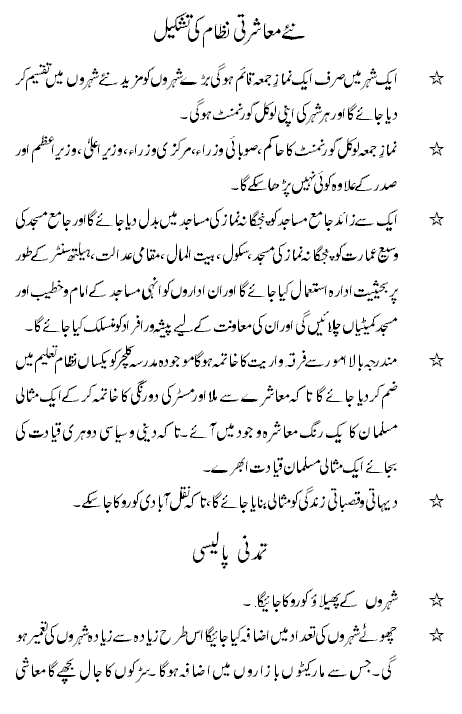 نئے معاشرتی نظام کی تشکیل
☆ ایک شہر میں صرف ایک نمازِ جمعہ قائم ہوگی بڑے شہروں کو مزید نئے شہروں میں تقسیم کر
دیا جائے گا اور ہر شہر کی اپنی لوکل گورنمنٹ ہوگی ۔
☆ نمازِ جمعہ لوکل گورنمنٹ کا حاکم ،صوبائی وزراء، مرکزی وزراء، وزیر اعلیٰ ، وزیر اعظم اور
صدر کے علاوہ کوئی نہیں پڑھا سکے گا۔
☆ ایک سے زائد جامع مساجد کو پنجگانہ نماز کی مساجد میں بدل دیا جائے گا اور جامع مسجد کی
وسیع عمارت کو پنجگانہ نماز کی مسجد، سکول ، بیت المال ، مقامی عدالت، ہیلتھ سنٹر کے طور
پر بحیثیت ادارہ استعمال کیا جائے گا اور ان اداروں کو انہی مساجد کے امام و خطیب اور
مسجد کمیٹیاں چلائیں گی اور ان کی معاونت کے لیے پیشہ ور افراد کو منسلک کیا جائے گا۔
☆ مندرجہ بالا امور سے فرقہ واریت کا خاتمہ ہوگا موجودہ مدرسہ کلچر کو یکساں نظامِ تعلیم میں
ضم کر دیا جائے گا تا کہ معاشرے سے ملا اور مسٹر کی دورنگی کا خاتمہ کر کے ایک مثالی
مسلمان کا یک رنگ معاشرہ وجود میں آئے۔ تا کہ دینی و سیاسی دوہری قیادت کی
بجائے ایک مثالی مسلمان قیادت ابھرے۔
☆ دیہاتی و قصباتی زندگی کو مثالی بنایا جائے گا، تا کہ نقل آبادی کو روکا جا سکے۔
تمدنی پالیسی
☆ شہروں کے پھیلاؤ کو روکا جائیگا ۔
☆ چھوٹے شہروں کی تعداد میں اضافہ کیا جائیگا اس طرح زیادہ سے زیادہ شہروں کی تعمیر ہو
گی۔ جس سے مارکیٹوں بازاروں میں اضافہ ہوگا ۔ سڑکوں کا جال بچھے گا معاشی